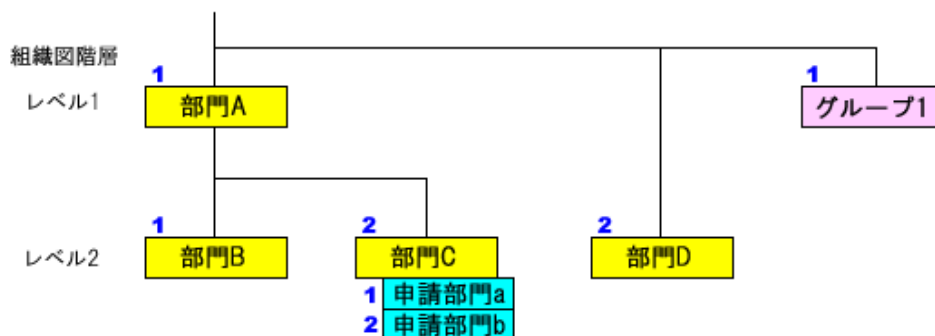 組織図階層
1
1
レベル1
部門A
グループ1
1
2
2
レベル2
部門B
部門C
部門D
1
申請部門a
2
申請部門b